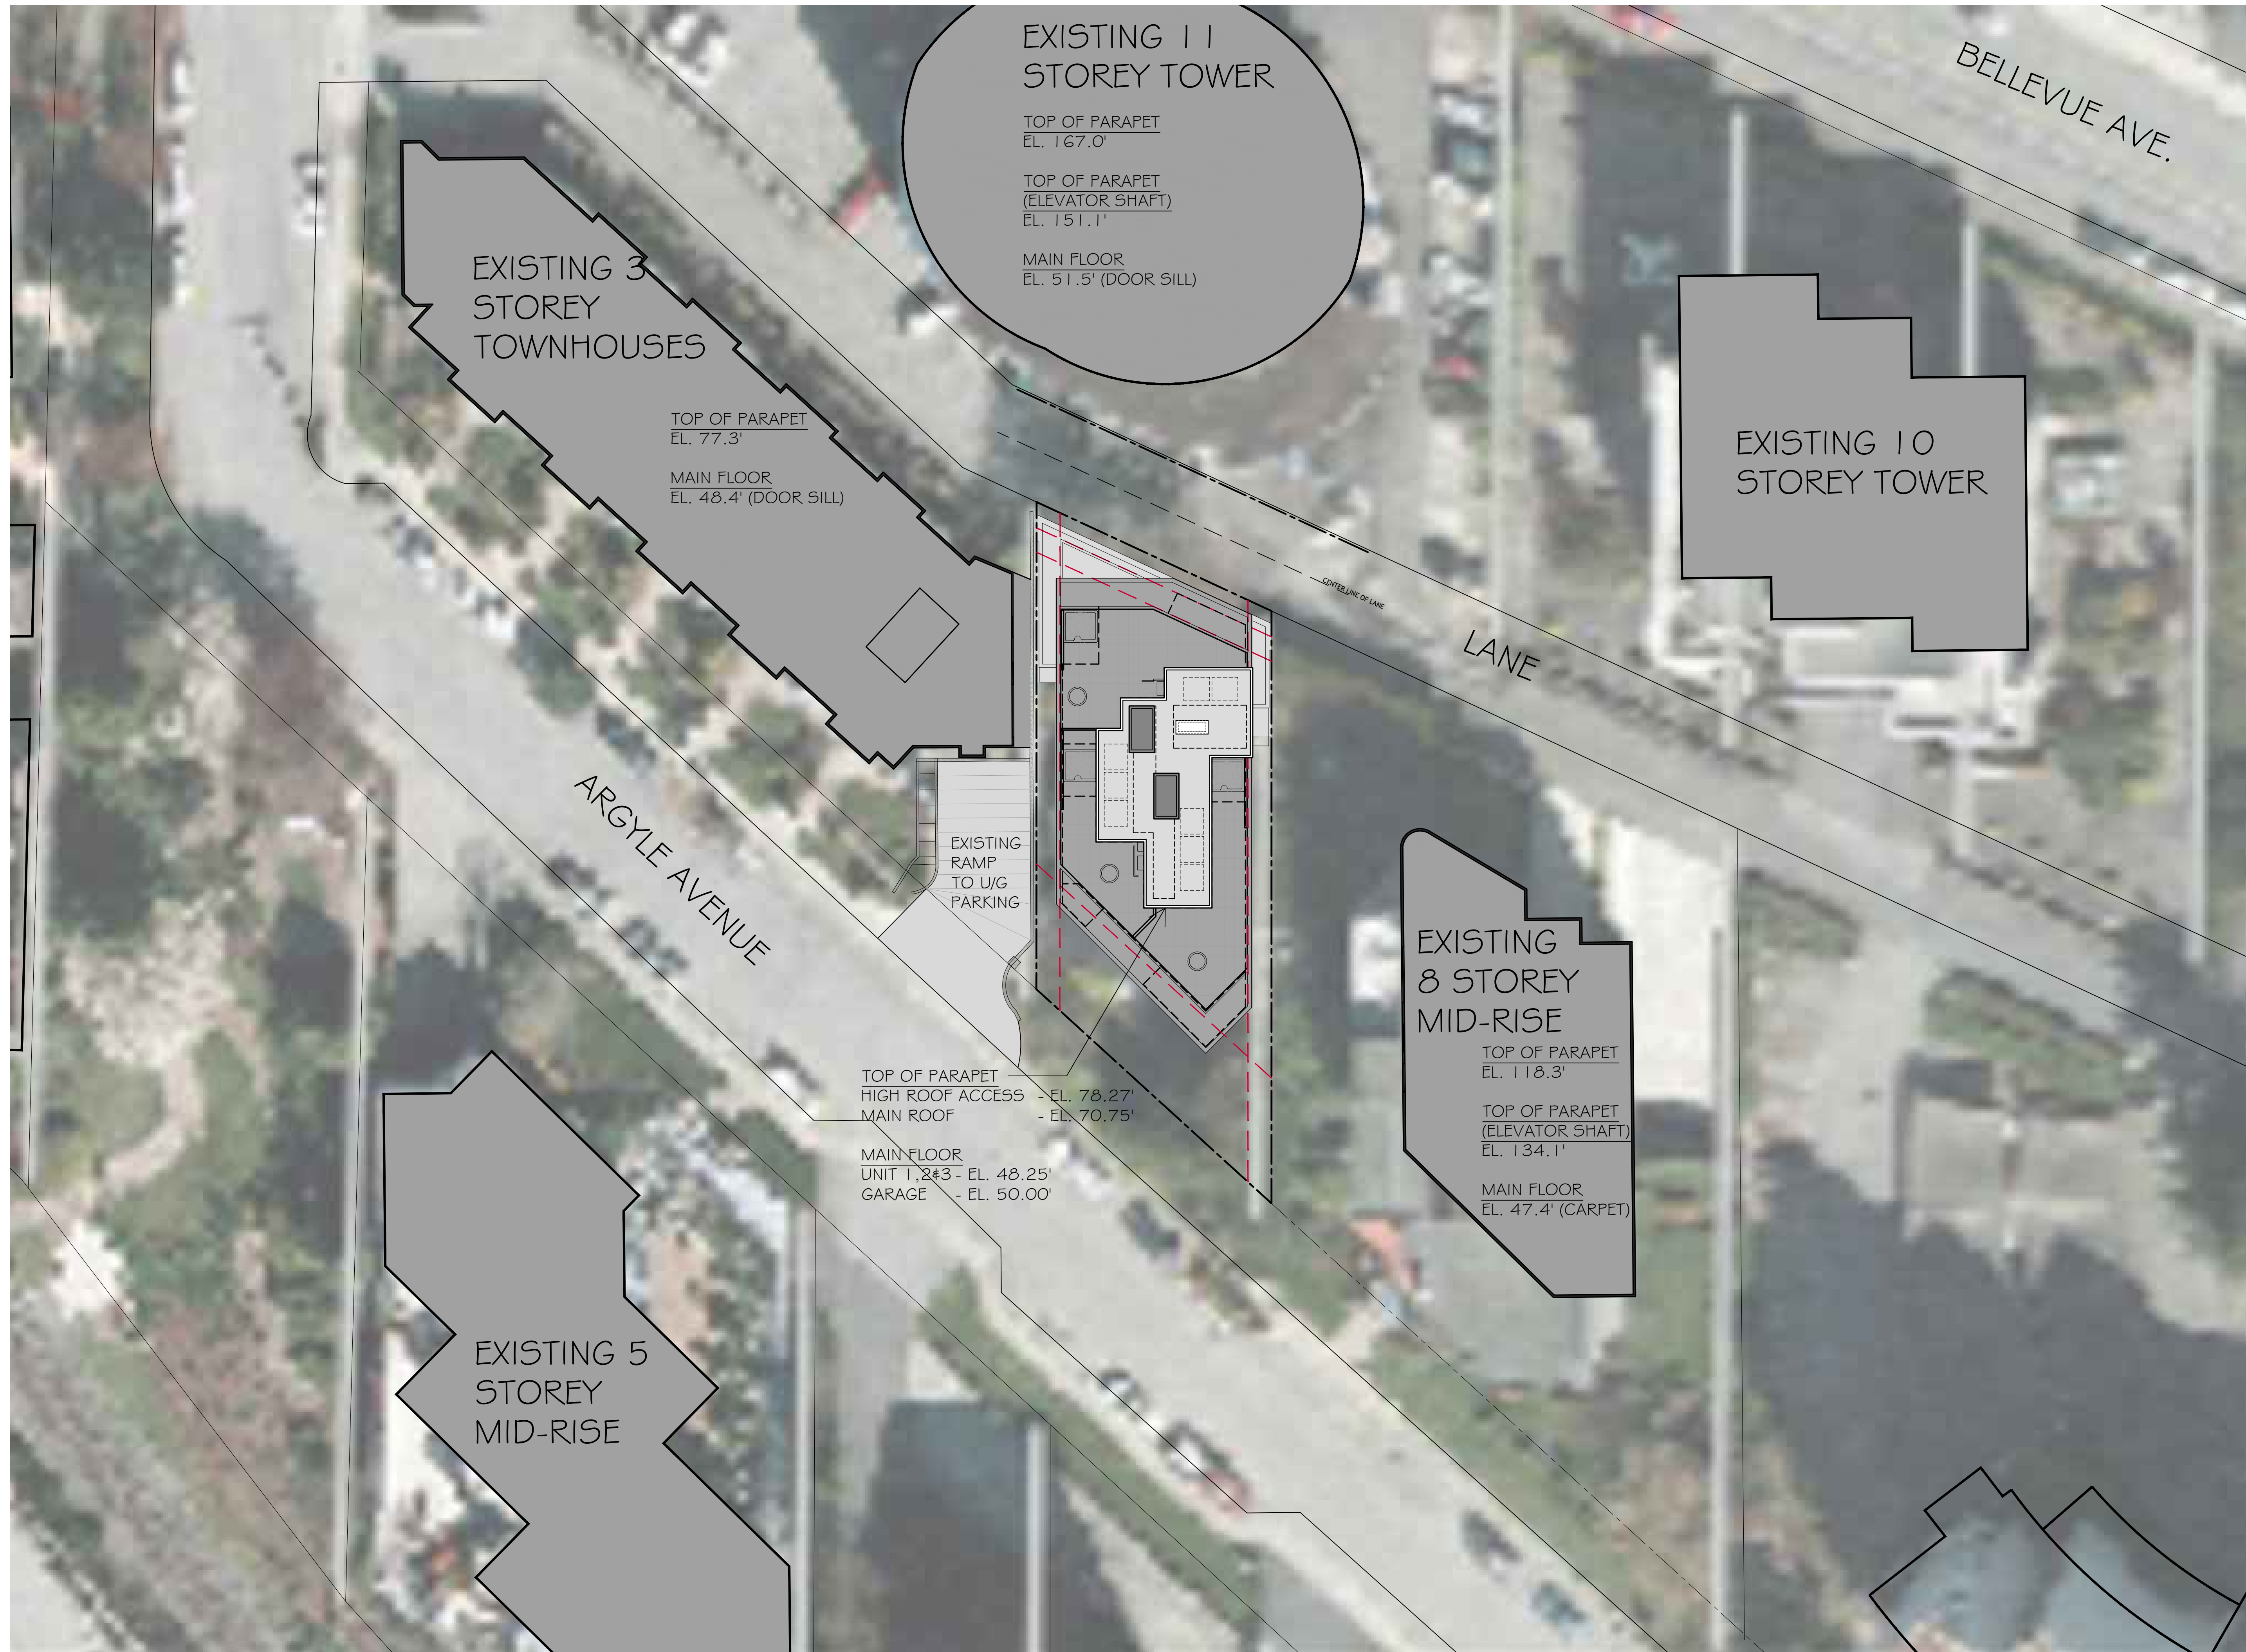 EXISTING 11
STOREY TOWER
TOP OF PARAPET
EL. 167.0'
TOP OF PARAPET
(ELEVATOR SHAFT)
EL. 151.1'
MAIN FLOOR
EL. 51.5' (DOOR SILL)
BELLEVUE AVE.
EXISTING 3
STOREY
TOWNHOUSES
TOP OF PARAPET
EL. 77.3'
MAIN FLOOR
EL. 48.4' (DOOR SILL)
EXISTING 10
STOREY TOWER
CENTER LINE OF LANE
LANE
ARGYLE AVENUE
EXISTING
RAMP
TO U/G
PARKING
EXISTING
8 STOREY
MID-RISE
TOP OF PARAPET
EL. 118.3'
TOP OF PARAPET
(ELEVATOR SHAFT)
EL. 134.1'
MAIN FLOOR
EL. 47.4' (CARPET)
TOP OF PARAPET
HIGH ROOF ACCESS - EL. 78.27'
MAIN ROOF - EL. 70.75'
MAIN FLOOR
UNIT 1,2&3 - EL. 48.25'
GARAGE - EL. 50.00'
EXISTING 5
STOREY
MID-RISE